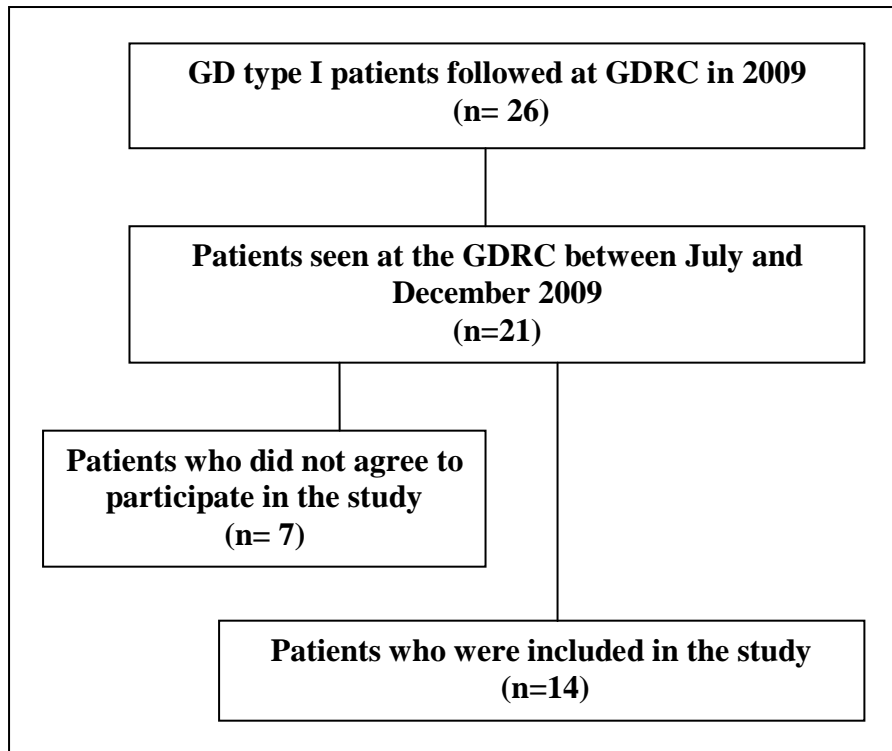 GD type I patients followed at GDRC in 2009
(n= 26)
Patients seen at the GDRC between July and
December 2009
(n=21)
Patients who did not agree to
participate in the study
(n= 7)
Patients who were included in the study
(n=14)